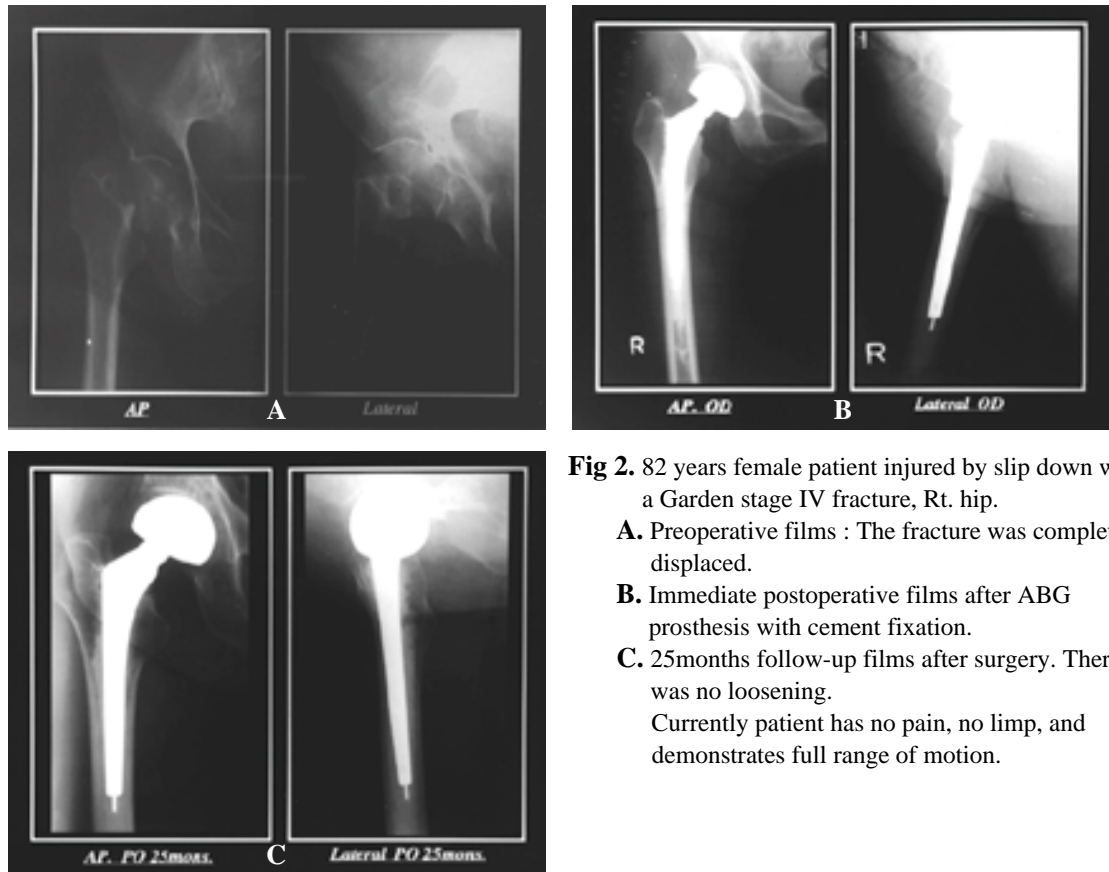 R
R
AP
A
Lateral
AP. OD
B
Lateral OD
AP. PO 25mons.
C
Lateral PO 25mons.
Fig 2. 82 years female patient injured by slip down
a Garden stage IV fracture, Rt. hip.
A. Preoperative films : The fracture was
displaced.
B. Immediate postoperative films after ABG
prosthesis with cement fixation.
C. 25months follow-up films after surgery.
was no loosening.
Currently patient has no pain, no limp, and
demonstrates full range of motion.